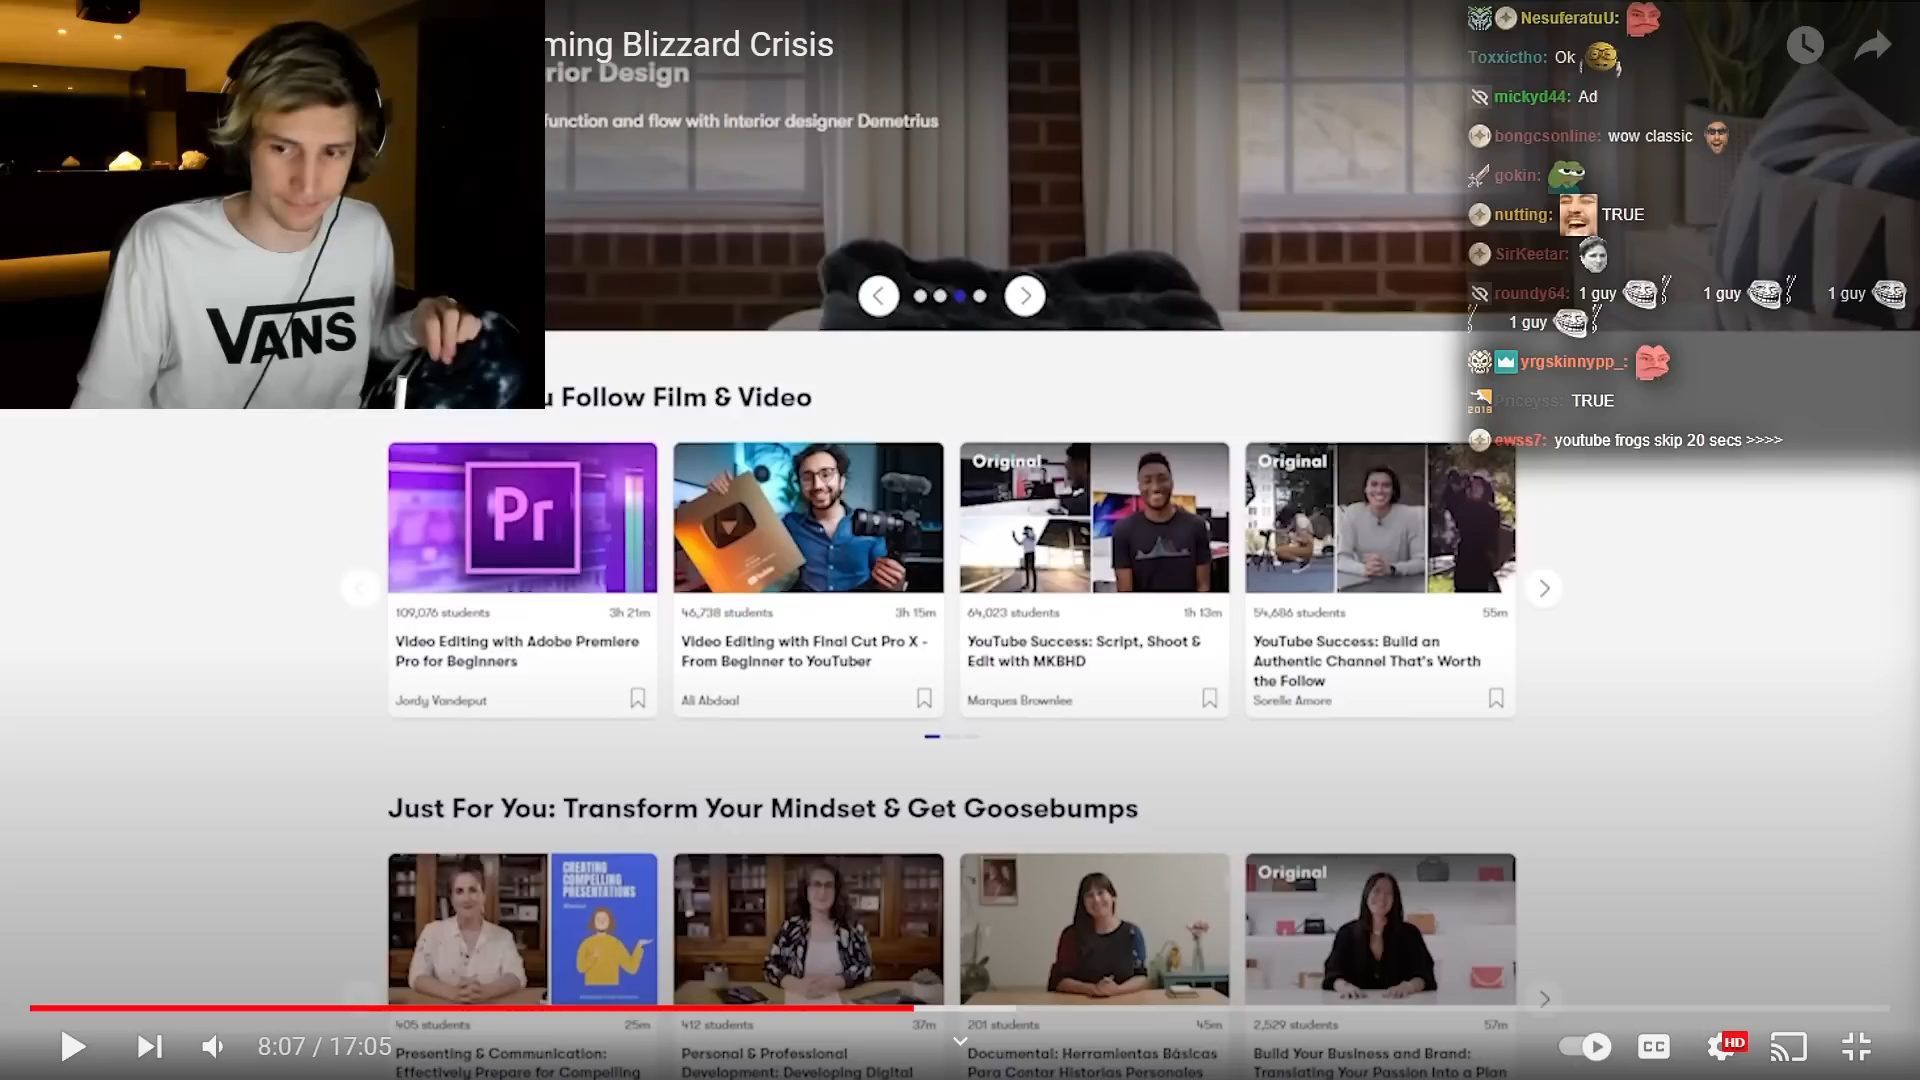 ming Blizzard Crisis
rior Design
function and flow with interior designer Demetrius
NesuferatuU:
Toxxictho: Ok
mickyd44: Ad
bongcsonline: wow classic
gokin:
nutting: TRUE
SirKeetar:
roundy64: 1 guy 1 guy 1 guy
1 guy
yrgskinnypp_:
2018 Priceyss: TRUE
ewss7: youtube frogs skip 20 secs >>>>
VANS
u Follow Film & Video
Pr
Original
Original
109,076 students 3h 21m
46,738 students 3h 15m
64,023 students 1h 13m
54,686 students 55m
Video Editing with Adobe Premiere
Pro for Beginners
Jordy Vandeput
Video Editing with Final Cut Pro X -
From Beginner to YouTuber
Ali Abdaal
YouTube Success: Script, Shoot &
Edit with MKBHD
Marques Brownlee
YouTube Success: Build an
Authentic Channel That's Worth
the Follow
Sorelle Amore
Just For You: Transform Your Mindset & Get Goosebumps
CREATING
COMPELLING
PRESENTATIONS
Original
405 students 25m
412 students 37m
201 students 45m
2,529 students 57m
Presenting & Communication:
Effectively Prepare for Compelling
Personal & Professional
Development: Developing Digital
Documental: Herramientas Básicas
Para Contar Historias Personales
Build Your Business and Brand:
Translating Your Passion Into a Plan
8:07 / 17:05
CC
HD